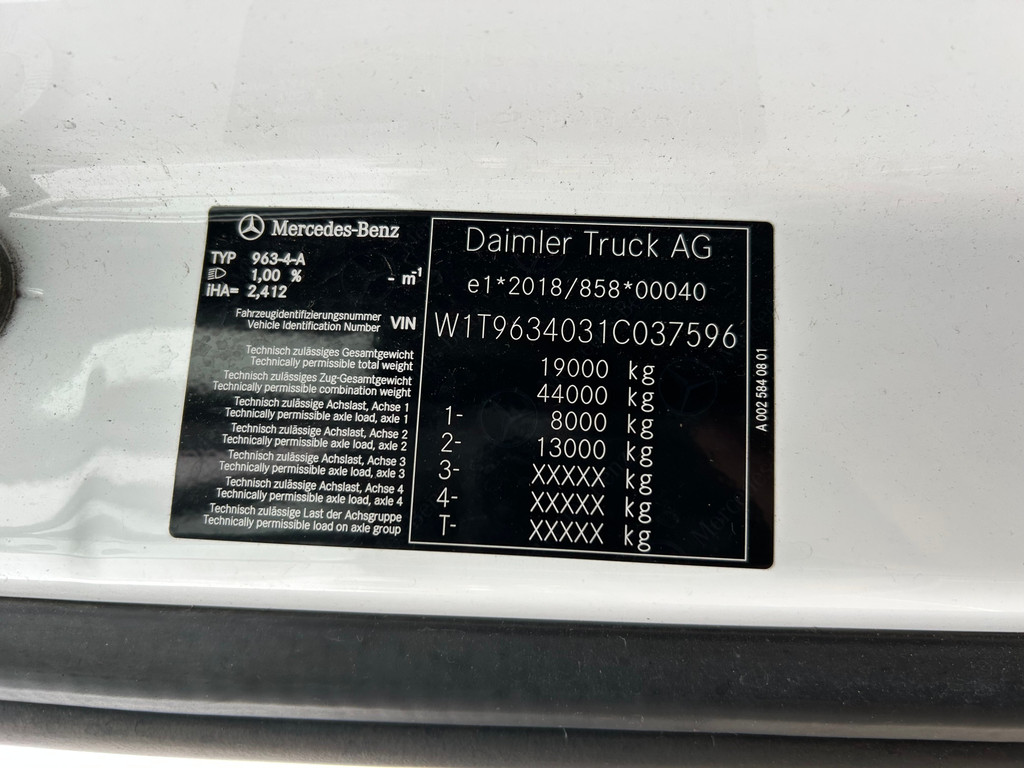 Mercedes-Benz
TYP 963-4-A
1,00 % - m⁻¹
iHA= 2,412
Daimler Truck AG
e1*2018/858*00040
Fahrzeugidentifizierungsnummer
Vehicle Identification Number VIN W1T9634031C037596
Technisch zulässiges Gesamtgewicht
Technically permissible total weight 19000 kg
Technisch zulässiges Zug-Gesamtgewicht
Technically permissible combination weight 44000 kg
Technisch zulässige Achslast, Achse 1
Technically permissible axle load, axle 1 1- 8000 kg
Technisch zulässige Achslast, Achse 2
Technically permissible axle load, axle 2 2- 13000 kg
Technisch zulässige Achslast, Achse 3
Technically permissible axle load, axle 3 3- XXXXX kg
Technisch zulässige Achslast, Achse 4
Technically permissible axle load, axle 4 4- XXXXX kg
Technisch zulässige Last der Achsgruppe
Technically permissible load on axle group T- XXXXX kg
A 002 584 08 01